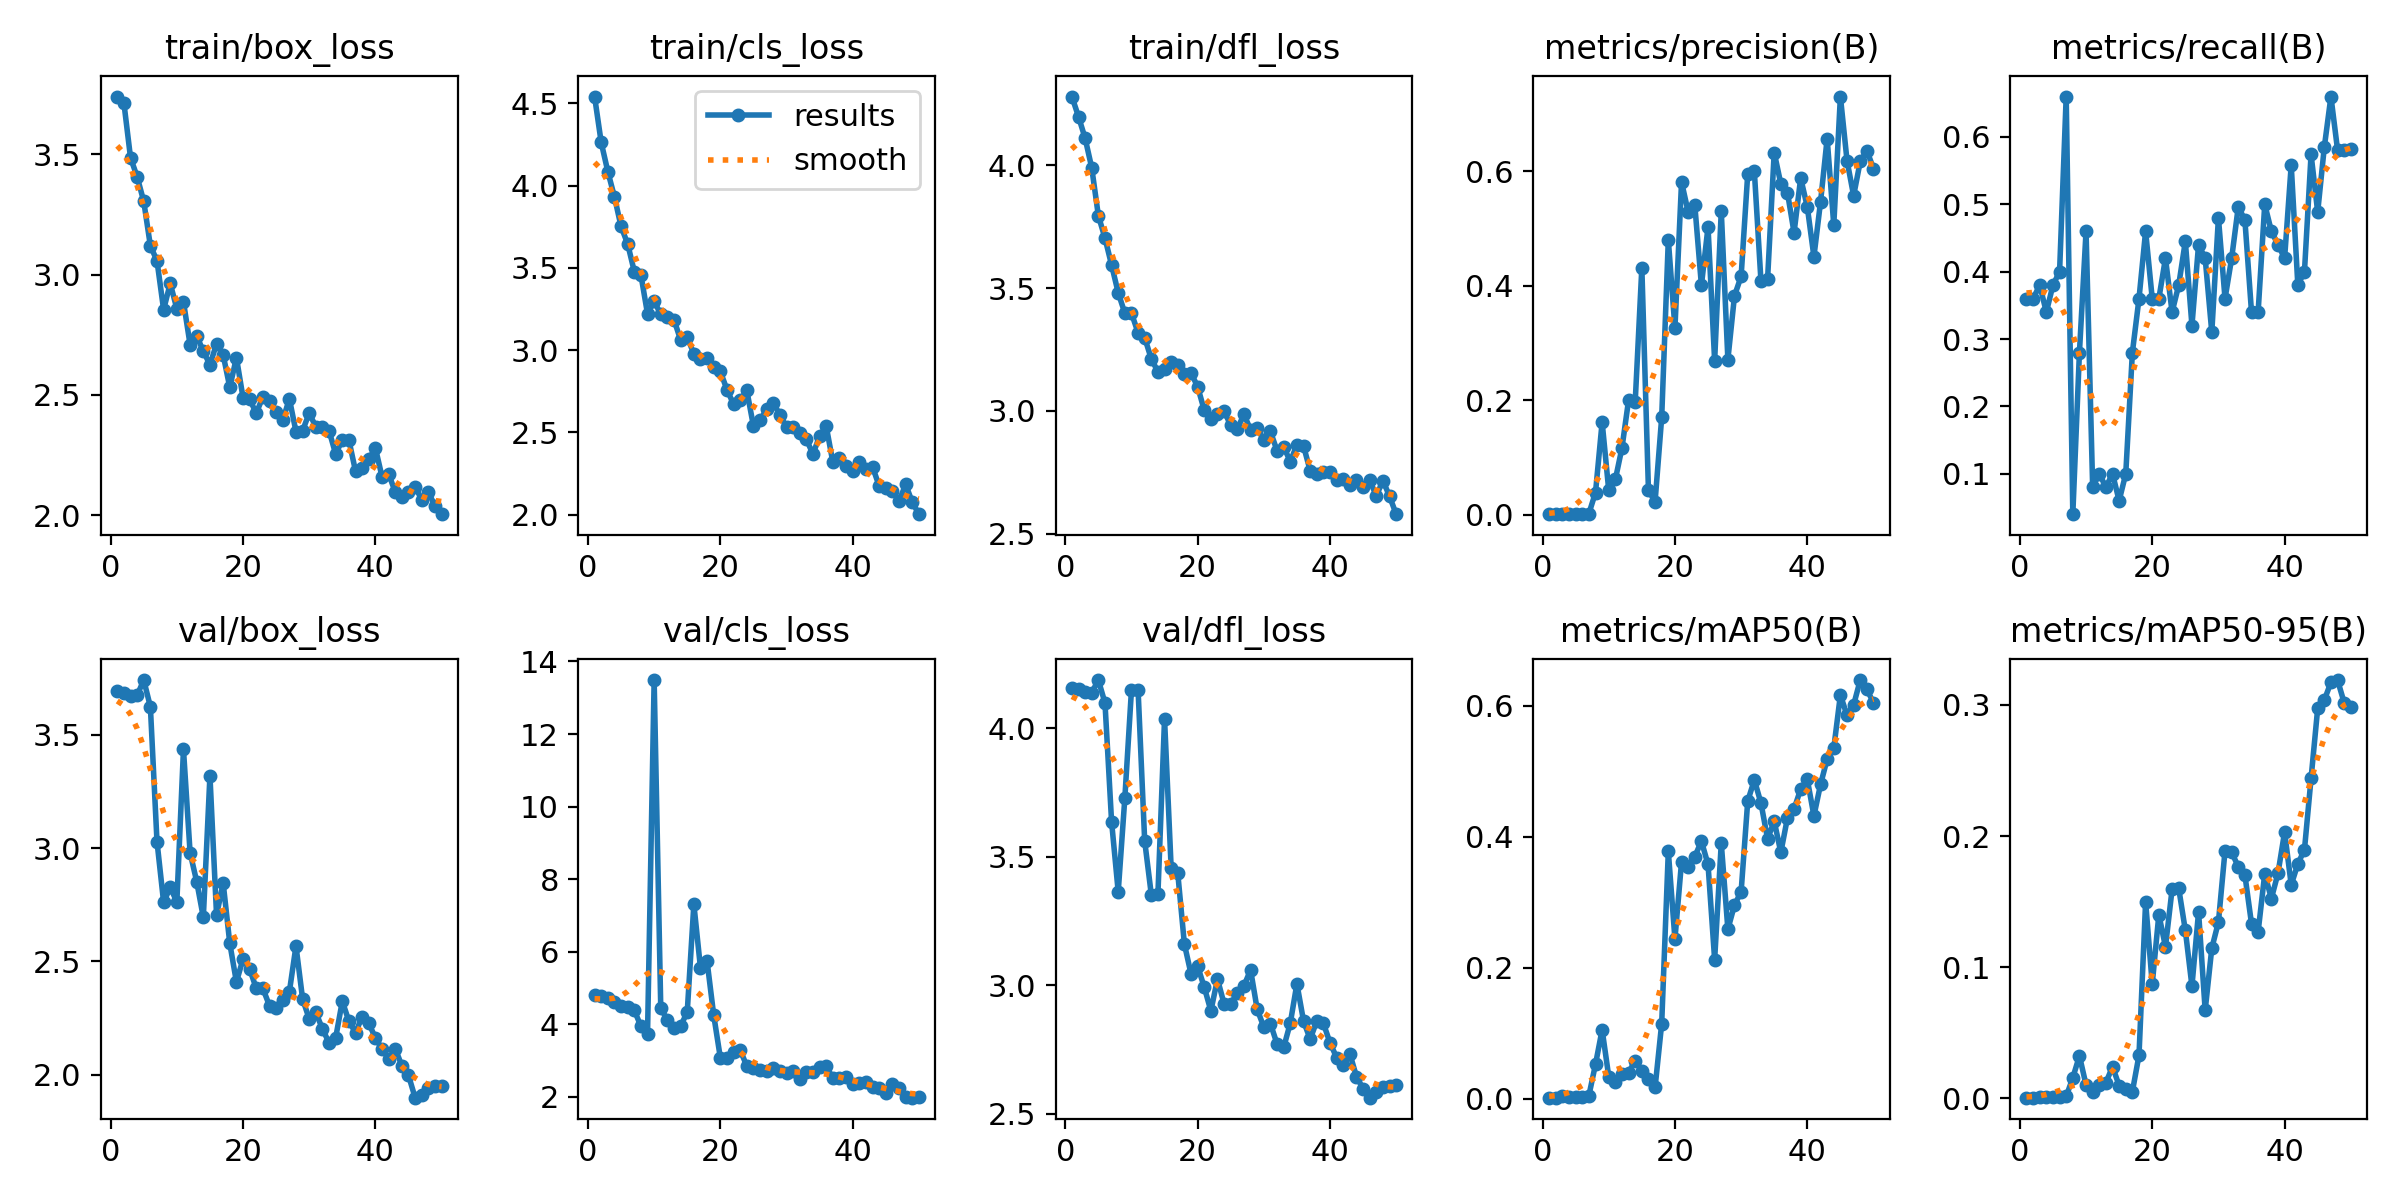 train/box_loss
3.5
3.0
2.5
2.0
0 20 40
train/cls_loss
results
smooth
4.5
4.0
3.5
3.0
2.5
2.0
0 20 40
train/dfl_loss
4.0
3.5
3.0
2.5
0 20 40
metrics/precision(B)
0.6
0.4
0.2
0.0
0 20 40
metrics/recall(B)
0.6
0.5
0.4
0.3
0.2
0.1
0 20 40
val/box_loss
3.5
3.0
2.5
2.0
0 20 40
val/cls_loss
14
12
10
8
6
4
2
0 20 40
val/dfl_loss
4.0
3.5
3.0
2.5
0 20 40
metrics/mAP50(B)
0.6
0.4
0.2
0.0
0 20 40
metrics/mAP50-95(B)
0.3
0.2
0.1
0.0
0 20 40